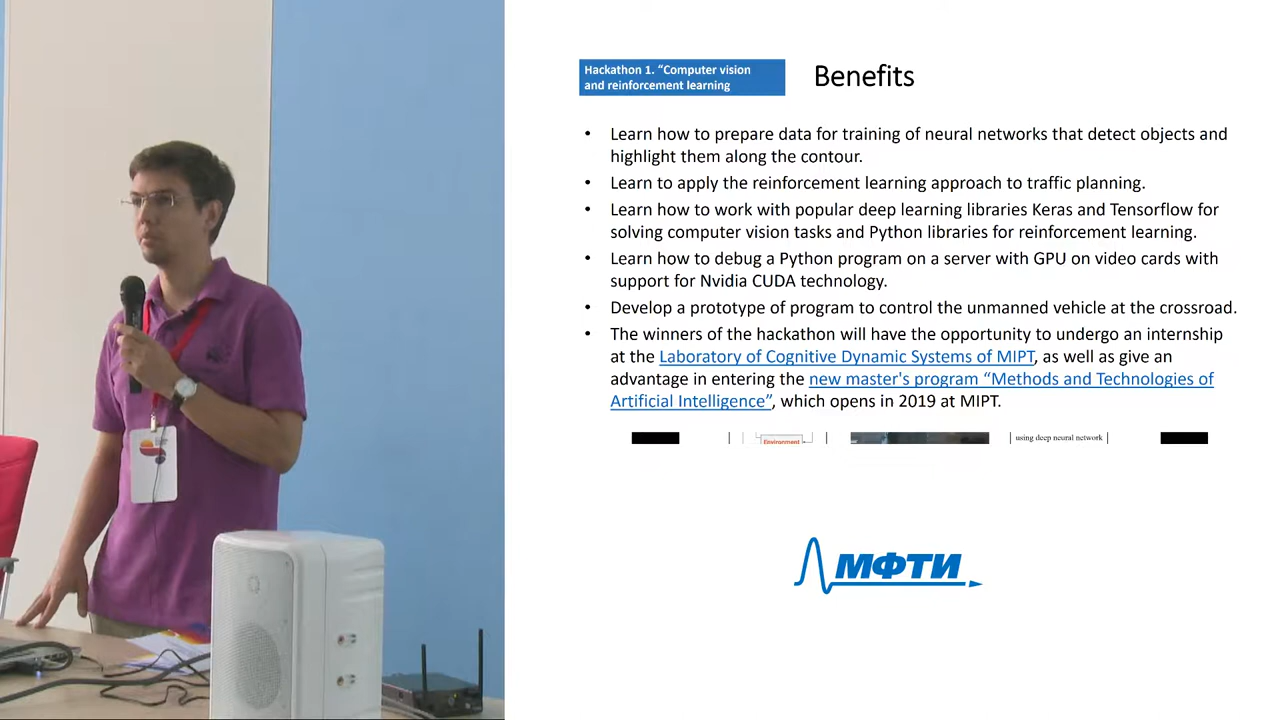 Hackathon 1. “Computer vision
and reinforcement learning
Benefits
• Learn how to prepare data for training of neural networks that detect objects and
highlight them along the contour.
• Learn to apply the reinforcement learning approach to traffic planning.
• Learn how to work with popular deep learning libraries Keras and Tensorflow for
solving computer vision tasks and Python libraries for reinforcement learning.
• Learn how to debug a Python program on a server with GPU on video cards with
support for Nvidia CUDA technology.
• Develop a prototype of program to control the unmanned vehicle at the crossroad.
• The winners of the hackathon will have the opportunity to undergo an internship
at the Laboratory of Cognitive Dynamic Systems of MIPT, as well as give an
advantage in entering the new master's program “Methods and Technologies of
Artificial Intelligence”, which opens in 2019 at MIPT.
Environment
using deep neural network
МФТИ